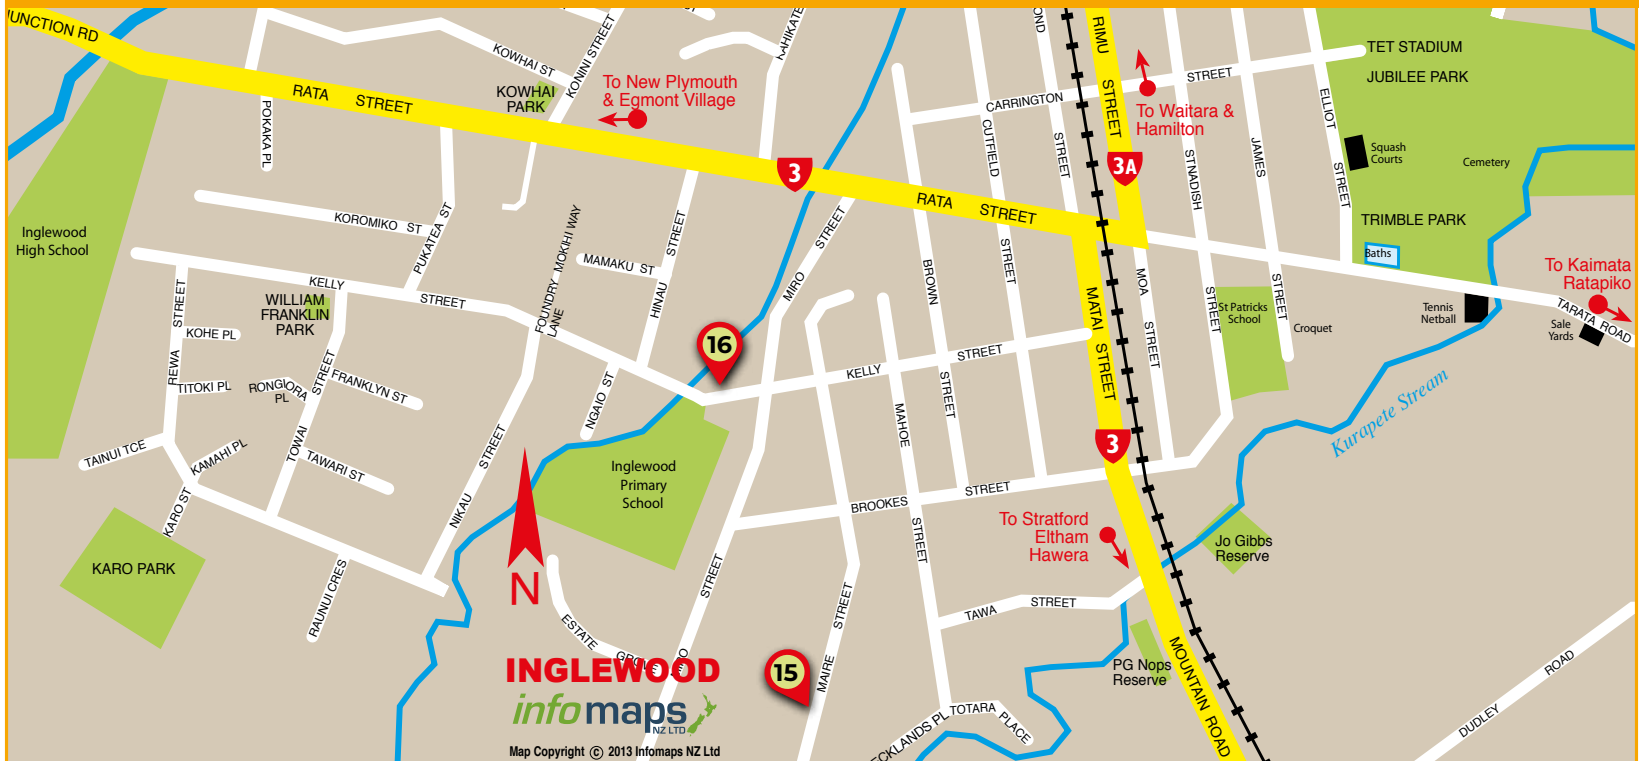 JUNCTION RD
KOWHAI ST
KONINI STREET
KAHIKATE
OND
RIMU STREET
TET STADIUM
JUBILEE PARK
RATA STREET
KOWHAI
PARK
To New Plymouth
& Egmont Village
CARRINGTON STREET
To Waitara &
Hamilton
POKAKA PL
CUTFIELD STREET
STREET
STNADISH STREET
JAMES STREET
ELLIOT STREET
Squash
Courts
Cemetery
3
3A
TRIMBLE PARK
Baths
RATA STREET
KOROMIKO ST
PUKATEA ST
Inglewood
High School
MAMAKU ST
FOUNDRY MOKIHI WAY
LANE
HINAU STREET
MIRO STREET
BROWN STREET
MOA STREET
MATAI STREET
To Kaimata
Ratapiko
TARATA ROAD
Tennis
Netball
Sale
Yards
St Patricks
School
Croquet
KELLY STREET
WILLIAM
FRANKLIN
PARK
REWA STREET
KOHE PL
TITOKI PL
RONGIORA
PL
FRANKLYN ST
TOWAI STREET
16
KELLY STREET
NGAIO ST
MAHOE STREET
TAINUI TCE
KAMAHI PL
TAWARI ST
KARO ST
NIKAU STREET
Inglewood
Primary
School
3
Kurapete Stream
BROOKES STREET
To Stratford
Eltham
Hawera
Jo Gibbs
Reserve
KARO PARK
RAUNUI CRES
N
ESTATE GROVE
STREET
MAIRE STREET
TAWA STREET
15
PG Nops
Reserve
MOUNTAIN ROAD
DUDLEY ROAD
TOTARA PLACE
ECKLANDS PL
INGLEWOOD
infomaps
NZ LTD
Map Copyright © 2013 Infomaps NZ Ltd